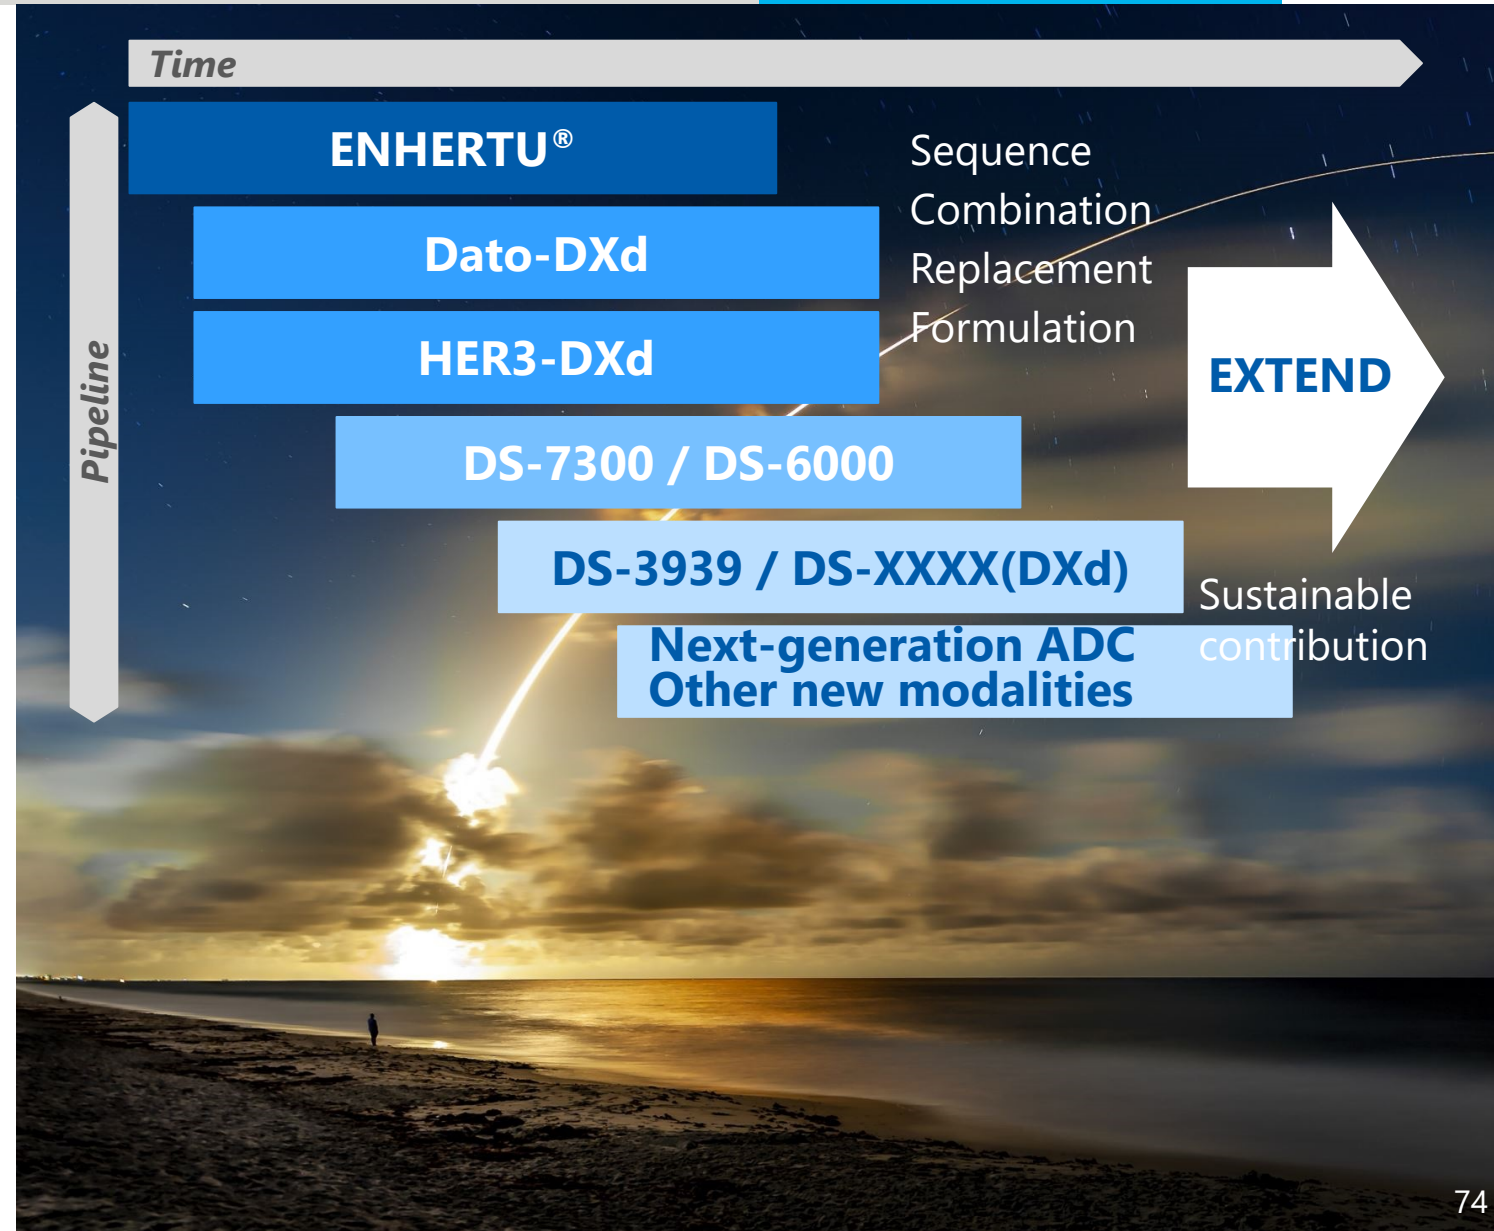 Time
Pipeline
ENHERTU®
Dato-DXd
HER3-DXd
DS-7300 / DS-6000
DS-3939 / DS-XXXX(DXd)
Next-generation ADC
Other new modalities
Sequence
Combination
Replacement
Formulation
EXTEND
Sustainable
contribution
74